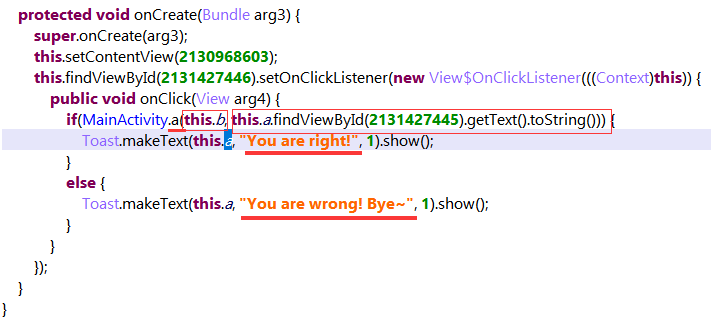 protected void onCreate(Bundle arg3) {
super.onCreate(arg3);
this.setContentView(2130968603);
this.findViewById(2131427446).setOnClickListener(new View$OnClickListener(((Context)this)) {
public void onClick(View arg4) {
if(MainActivity.a(this.b, this.a.findViewById(2131427445).getText().toString())) {
Toast.makeText(this.a, "You are right!", 1).show();
}
else {
Toast.makeText(this.a, "You are wrong! Bye~", 1).show();
}
}
});
}
}